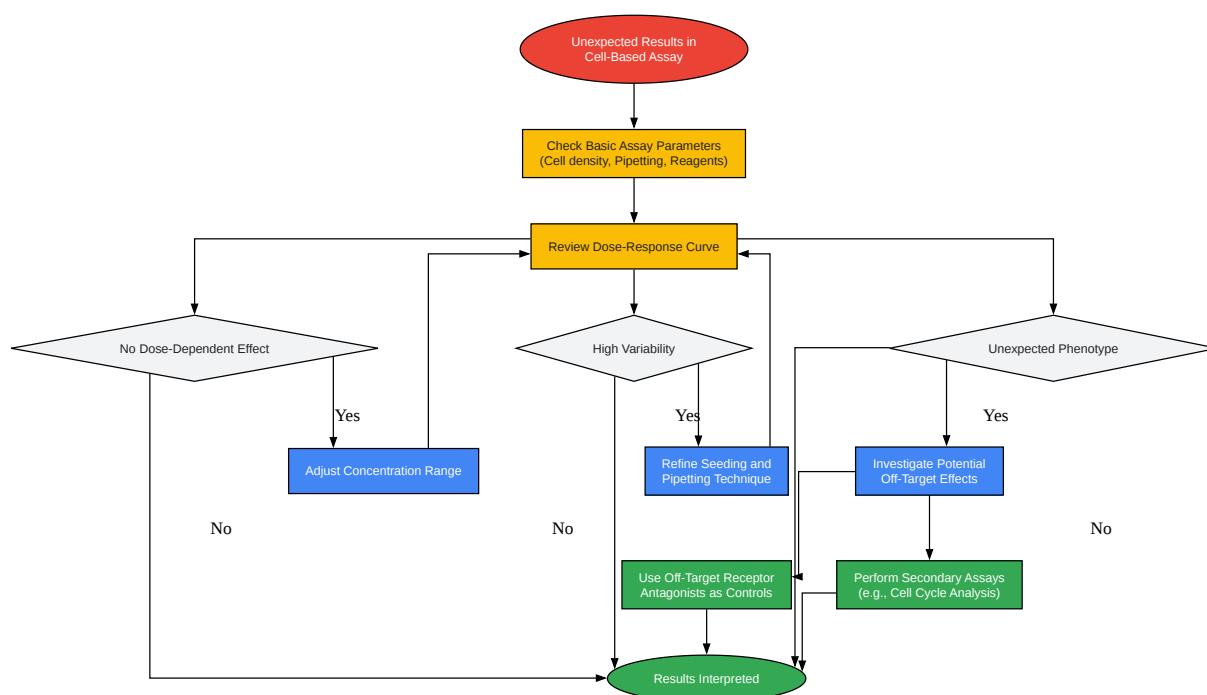 Unexpected Results in
Cell-Based Assay
Check Basic Assay Parameters
(Cell density, Pipetting, Reagents)
Review Dose-Response Curve
No Dose-Dependent Effect
High Variability
Unexpected Phenotype
Yes
Yes
Yes
Adjust Concentration Range
Refine Seeding and
Pipetting Technique
Investigate Potential
Off-Target Effects
No
No
No
Use Off-Target Receptor
Antagonists as Controls
Perform Secondary Assays
(e.g., Cell Cycle Analysis)
Results Interpreted